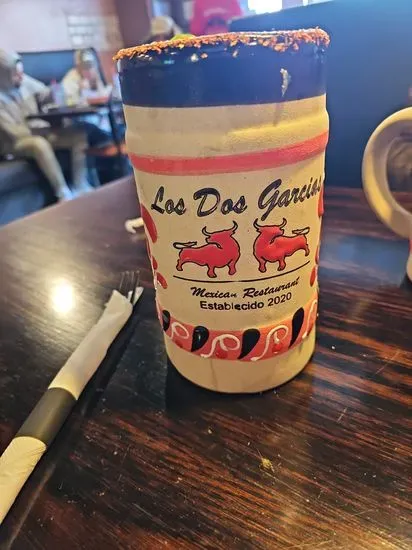 Los Dos Garcias
Mexican Restaurant
Establecido 2020